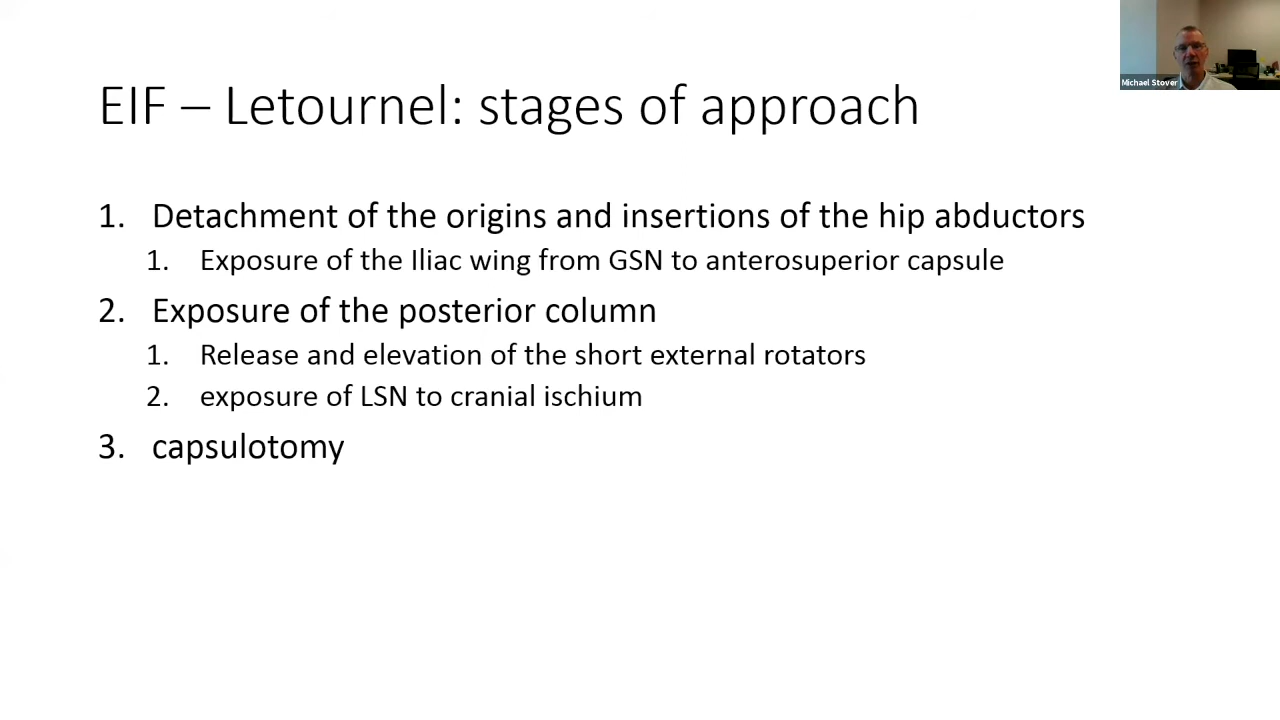 Michael Stover
EIF – Letournel: stages of approach
1. Detachment of the origins and insertions of the hip abductors
1. Exposure of the Iliac wing from GSN to anterosuperior capsule
2. Exposure of the posterior column
1. Release and elevation of the short external rotators
2. exposure of LSN to cranial ischium
3. capsulotomy